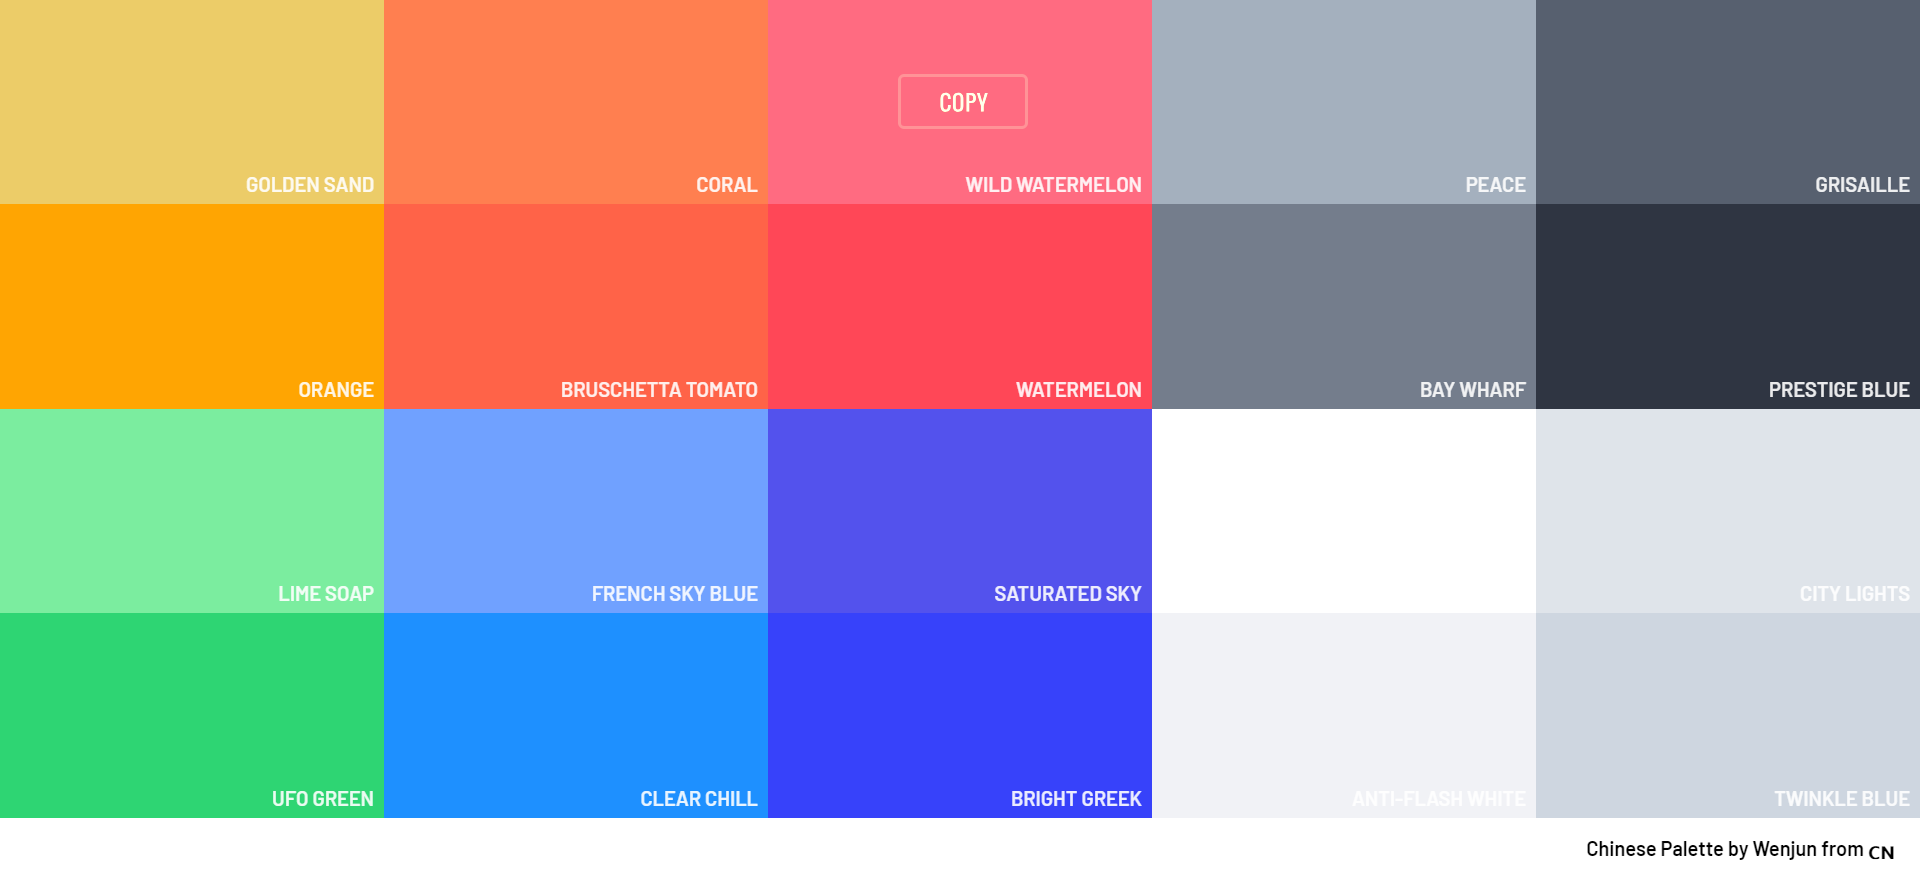 COPY
GOLDEN SAND
CORAL
WILD WATERMELON
PEACE
GRISAILLE
ORANGE
BRUSCHETTA TOMATO
WATERMELON
BAY WHARF
PRESTIGE BLUE
LIME SOAP
FRENCH SKY BLUE
SATURATED SKY
CITY LIGHTS
UFO GREEN
CLEAR CHILL
BRIGHT GREEK
ANTI-FLASH WHITE
TWINKLE BLUE
Chinese Palette by Wenjun from CN